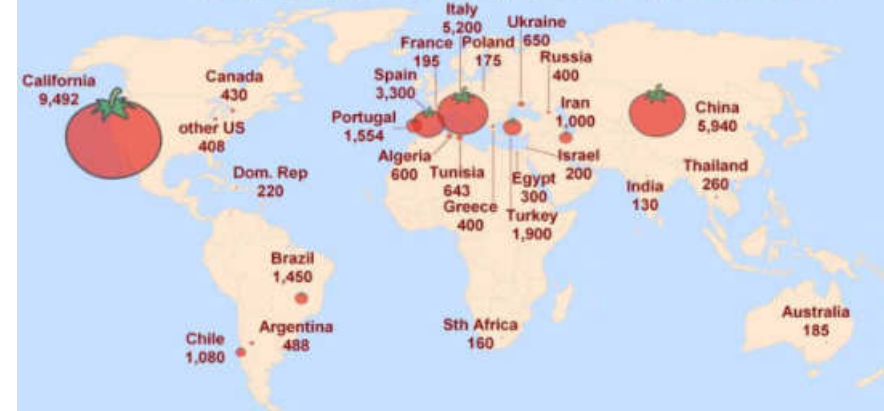 Italy
5,200
Ukraine
650
France
195
Poland
175
Russia
400
California
9,492
Canada
430
Spain
3,300
Iran
1,000
China
5,940
Portugal
1,554
other US
408
Algeria
600
Tunisia
643
Israel
200
Thailand
260
Dom. Rep
220
Egypt
300
India
130
Greece
400
Turkey
1,900
Brazil
1,450
Australia
185
Sth Africa
160
Argentina
488
Chile
1,080